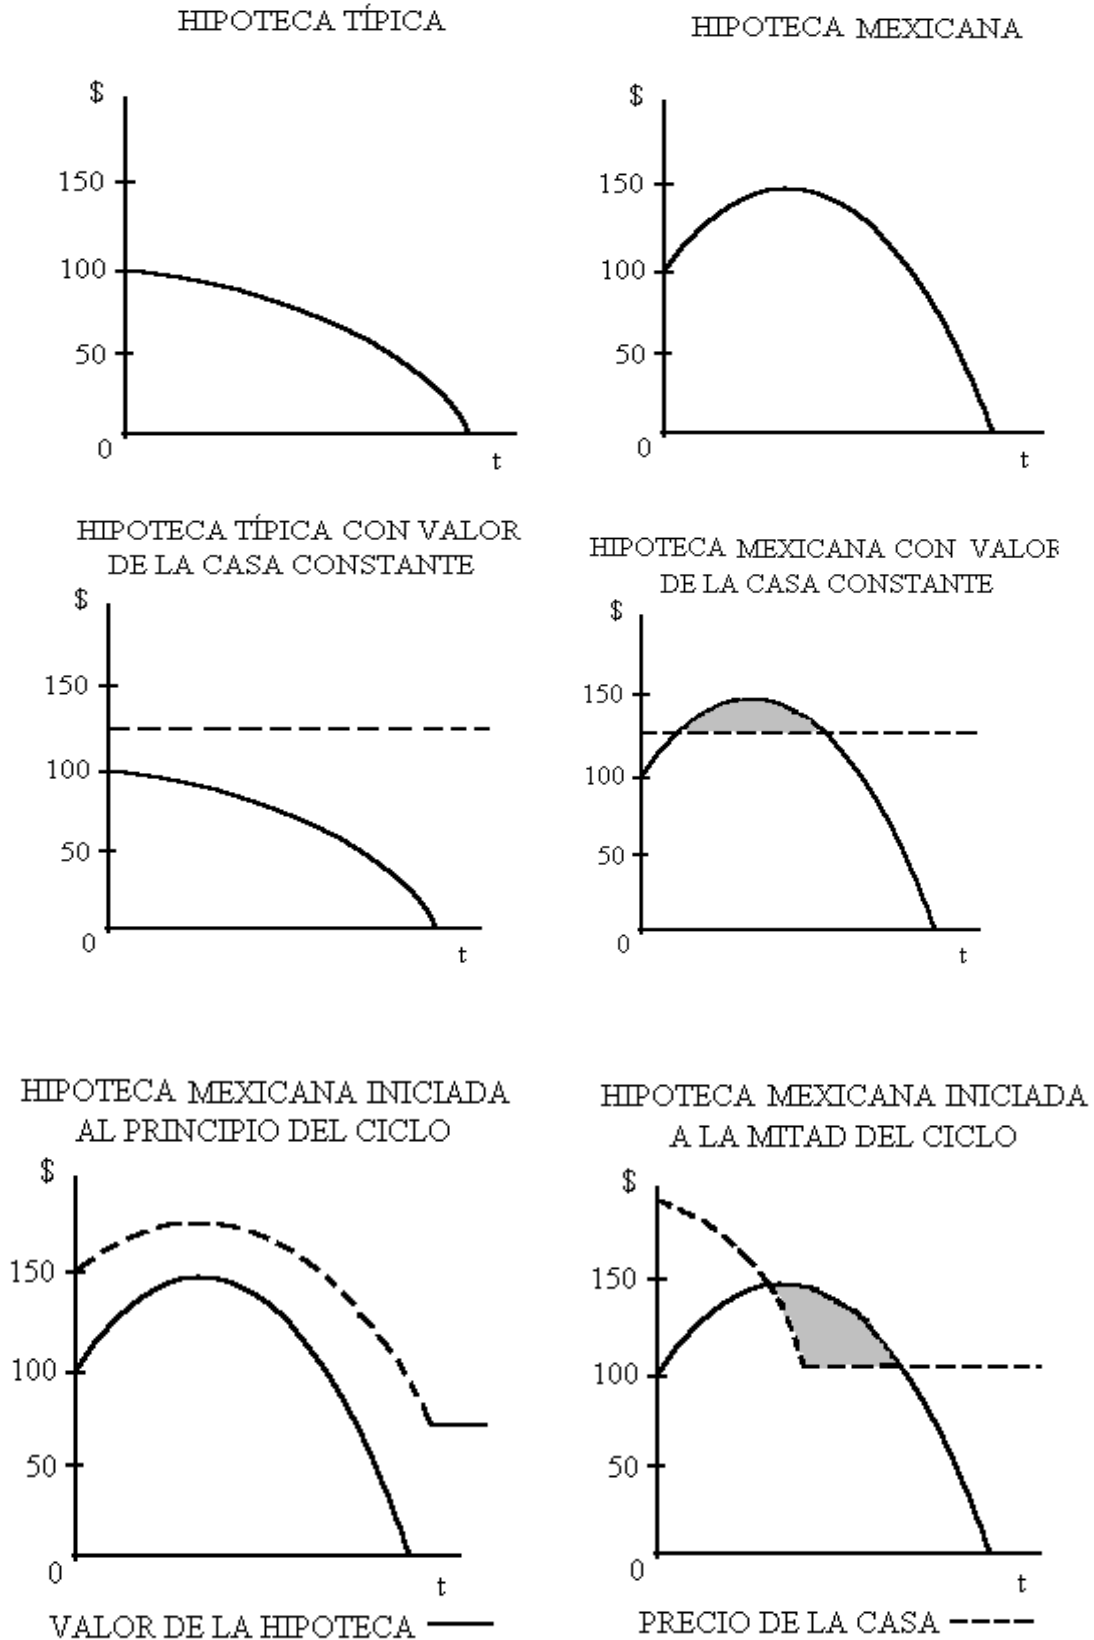 HIPOTECA TÍPICA
$
150
100
50
0
t
HIPOTECA MEXICANA
$
150
100
50
0
t
HIPOTECA TÍPICA CON VALOR
DE LA CASA CONSTANTE
$
150
100
50
0
t
HIPOTECA MEXICANA CON VALOR
DE LA CASA CONSTANTE
$
150
100
50
0
t
HIPOTECA MEXICANA INICIADA
AL PRINCIPIO DEL CICLO
$
150
100
50
0
t
HIPOTECA MEXICANA INICIADA
A LA MITAD DEL CICLO
$
150
100
50
0
t
VALOR DE LA HIPOTECA
PRECIO DE LA CASA